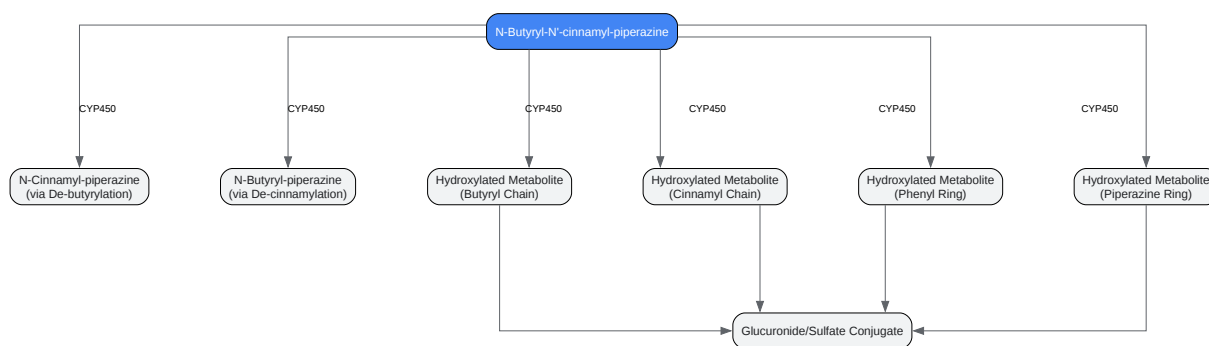 N-Butyryl-N'-cinnamyl-piperazine
CYP450
CYP450
CYP450
CYP450
CYP450
CYP450
N-Cinnamyl-piperazine
(via De-butyrylation)
N-Butyryl-piperazine
(via De-cinnamylation)
Hydroxylated Metabolite
(Butyryl Chain)
Hydroxylated Metabolite
(Cinnamyl Chain)
Hydroxylated Metabolite
(Phenyl Ring)
Hydroxylated Metabolite
(Piperazine Ring)
Glucuronide/Sulfate Conjugate